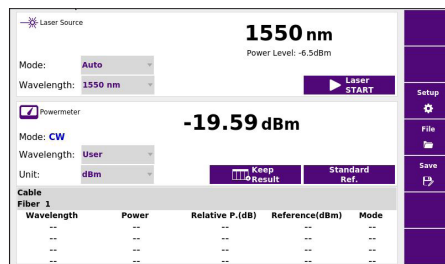 Laser Source
1550 nm
Power Level: -6.5dBm
Mode: Auto
Wavelength: 1550 nm
Laser START
Powermeter
-19.59 dBm
Mode: CW
Wavelength: User
Unit: dBm
Keep Result
Standard Ref.
Cable
Fiber 1
Wavelength Power Relative P.(dB) Reference(dBm) Mode
-- -- -- -- --
-- -- -- -- --
-- -- -- -- --
-- -- -- -- --
Setup
File
Save